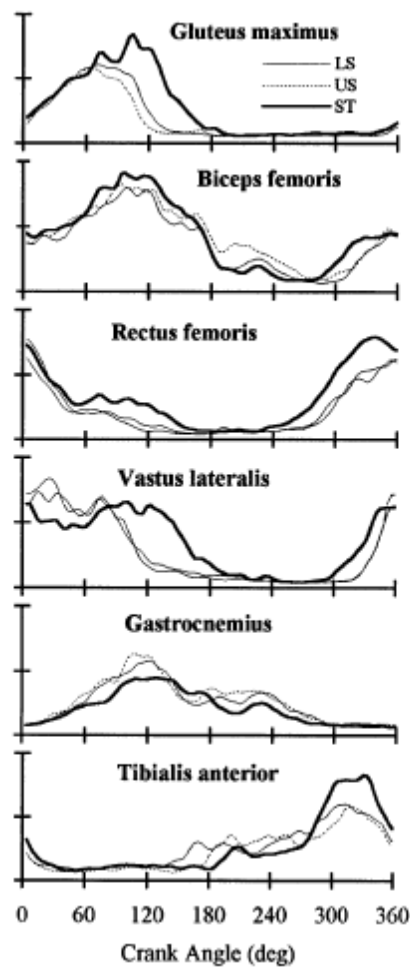 Gluteus maximus
LS
US
ST
Biceps femoris
Rectus femoris
Vastus lateralis
Gastrocnemius
Tibialis anterior
0 60 120 180 240 300 360
Crank Angle (deg)